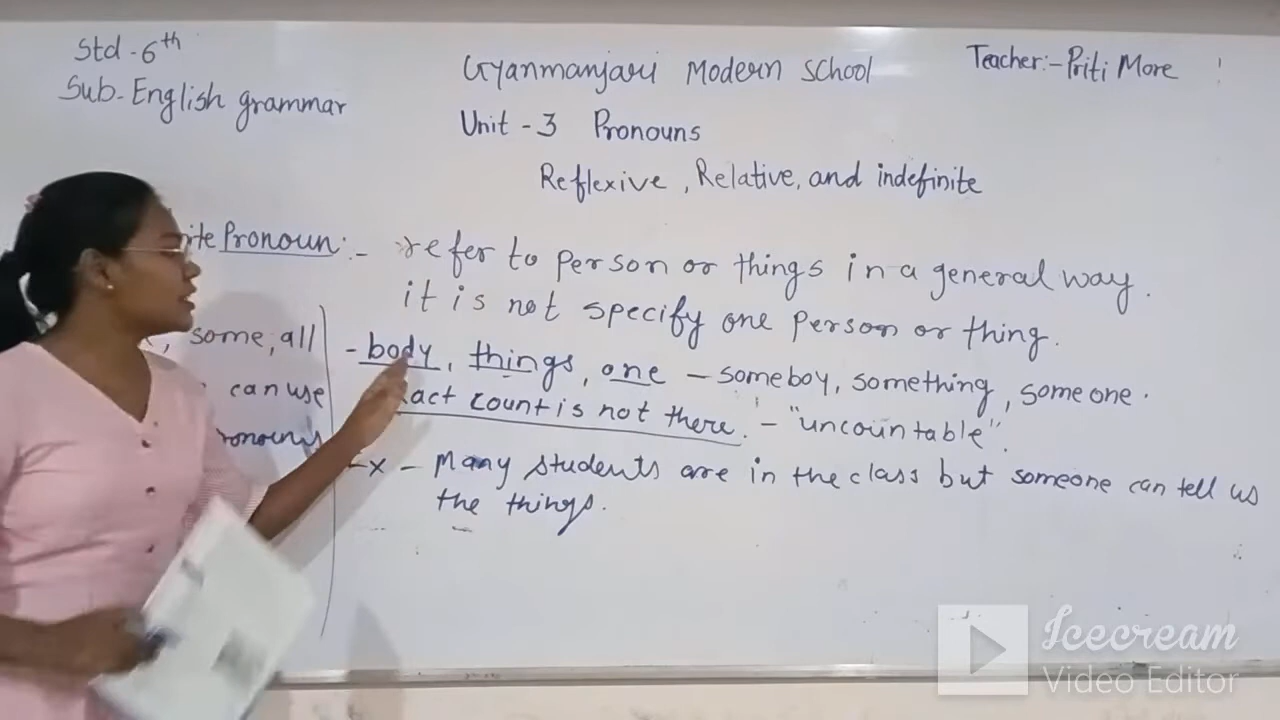 Std - 6th
Sub- English grammar
Gyanmanjari Modern School
Teacher:- Priti More
Unit - 3 Pronouns
Reflexive, Relative, and indefinite
ite Pronoun :- refer to person or things in a general way.
it is not specify one person or thing.
, some, all
can use
ronouns
- body, things, one - someboy, something, someone.
act count is not there. - "uncountable".
x - Many students are in the class but someone can tell us
the things.
Icecream
Video Editor